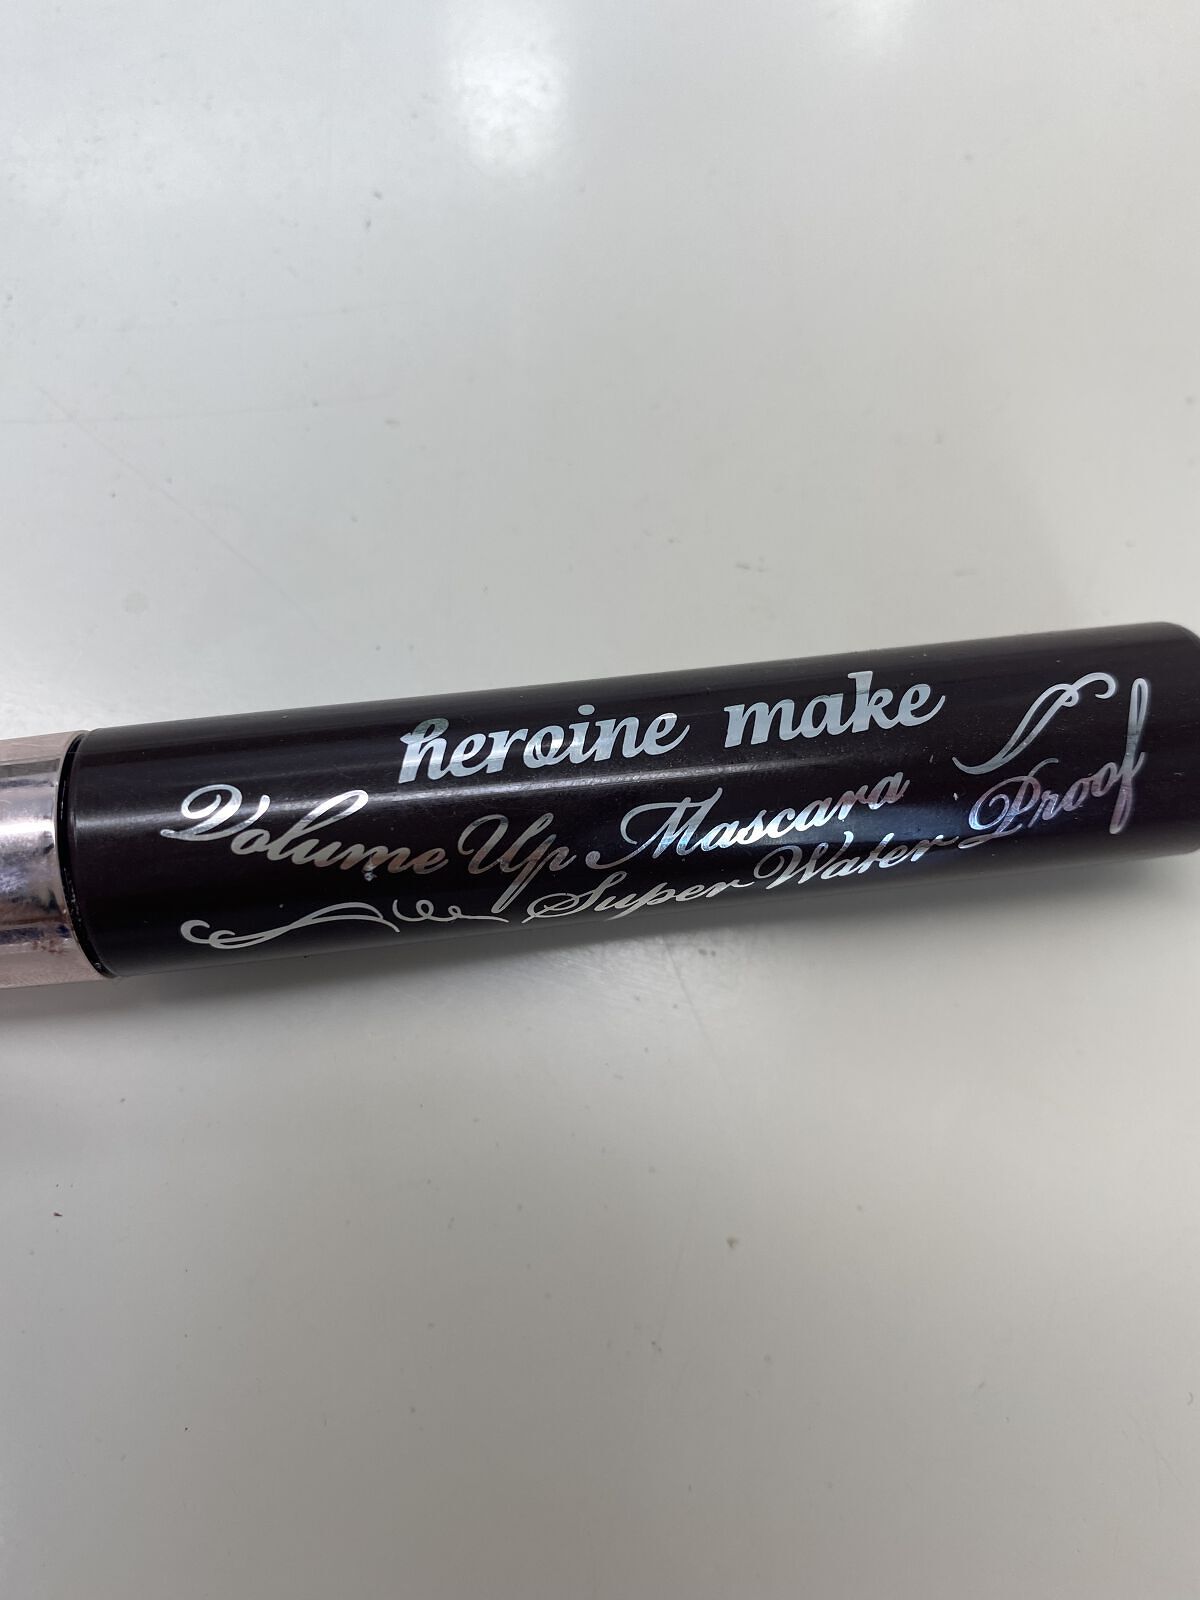 heroine make
Volume Up Mascara
Super Water Proof